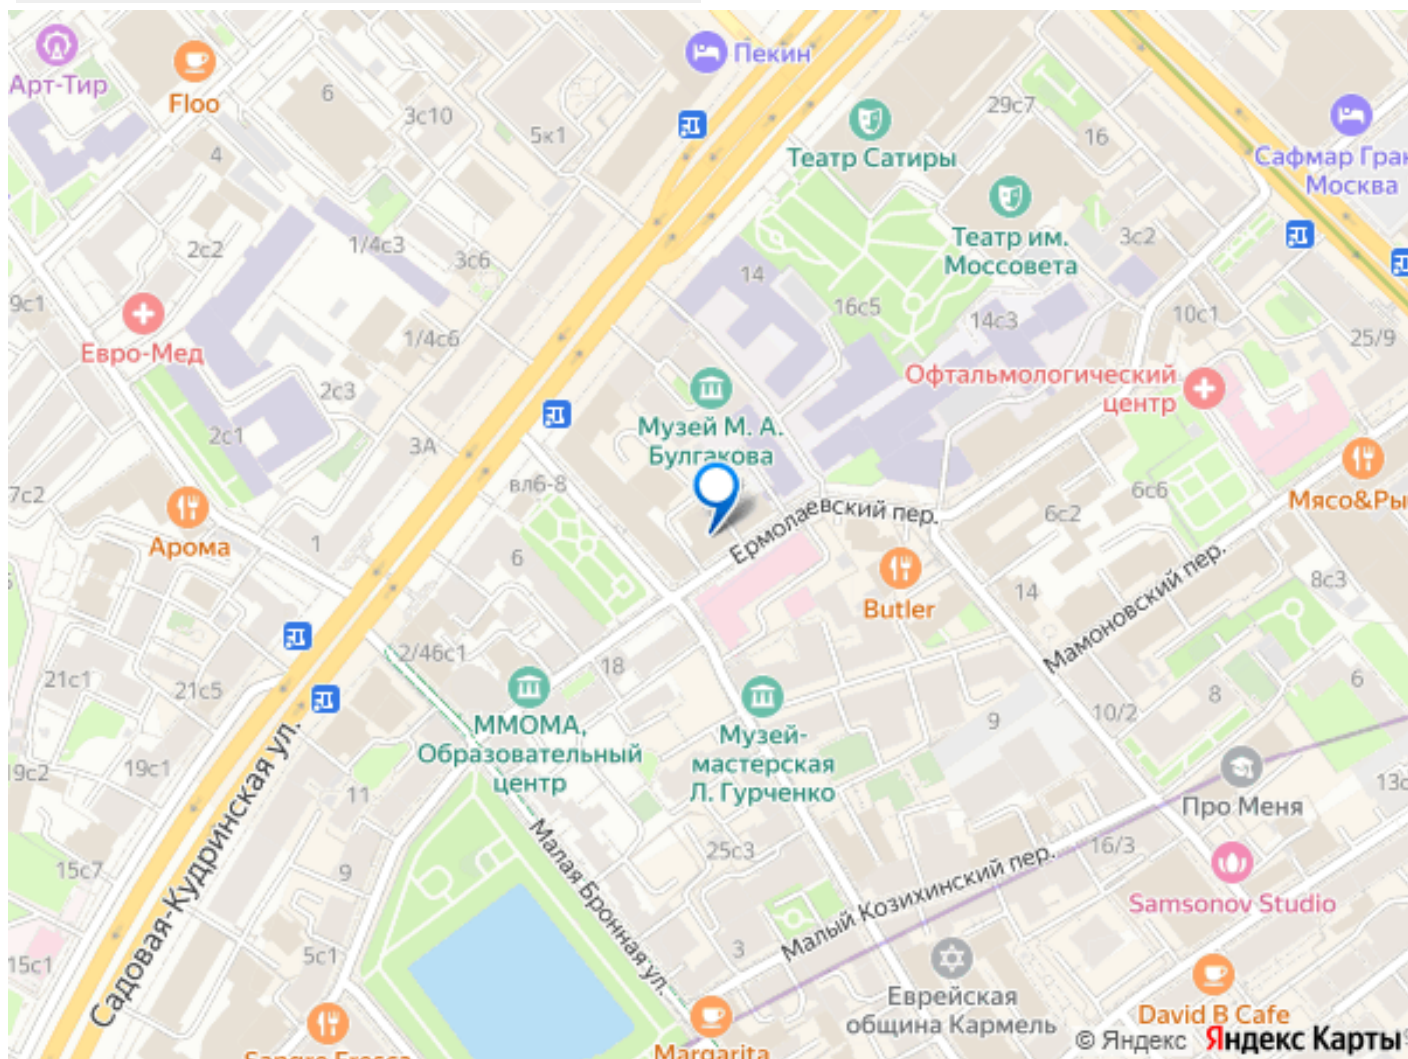 Пекин
Арт-Тир
Floo
6
3с10
5к1
29с7
16
Театр Сатиры
Сафмар Гран
Москва
4
Театр им.
Моссовета
3с2
2с2
1/4с3
3с6
14
16с5
14с3
10с1
25/9
9с1
Евро-Мед
1/4с6
2с3
Офтальмологический
центр
Музей М. А.
Булгакова
2с1
3А
7с2
вл6-8
6с6
Мясо&Ры
Арома
1
6
Ермолаевский пер.
6с2
Butler
14
8с3
Мамоновский пер.
2/46с1
18
21с1
21с5
ММОМА,
Образовательный
центр
Музей-
мастерская
Л. Гурченко
9
10/2
8
6
19с2
19с1
11
Садовая-Кудринская ул.
Про Меня
13с
15с7
9
Малая Бронная ул.
25с3
16/3
Малый Козихинский пер.
Samsonov Studio
15с1
5с1
3
Еврейская
община Кармель
David B Cafe
Sangre Fresca
Margarita
© Яндекс Яндекс Карты